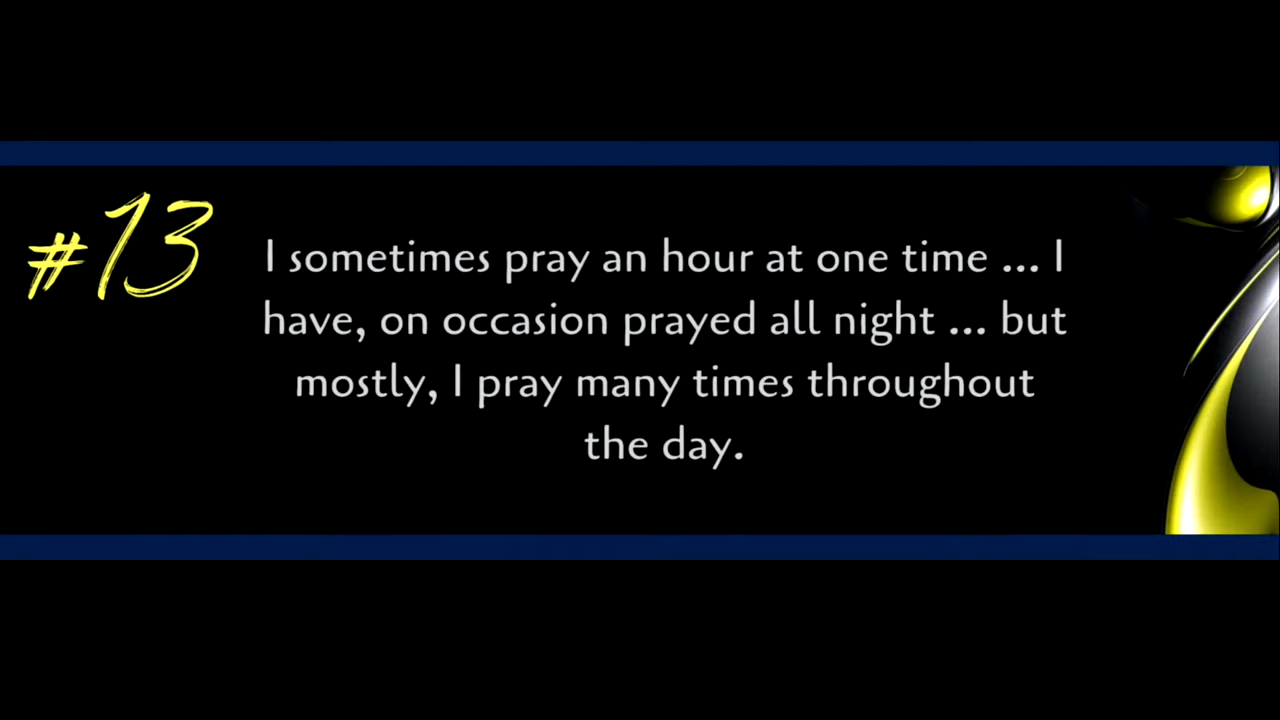 #13
I sometimes pray an hour at one time ... I
have, on occasion prayed all night ... but
mostly, I pray many times throughout
the day.